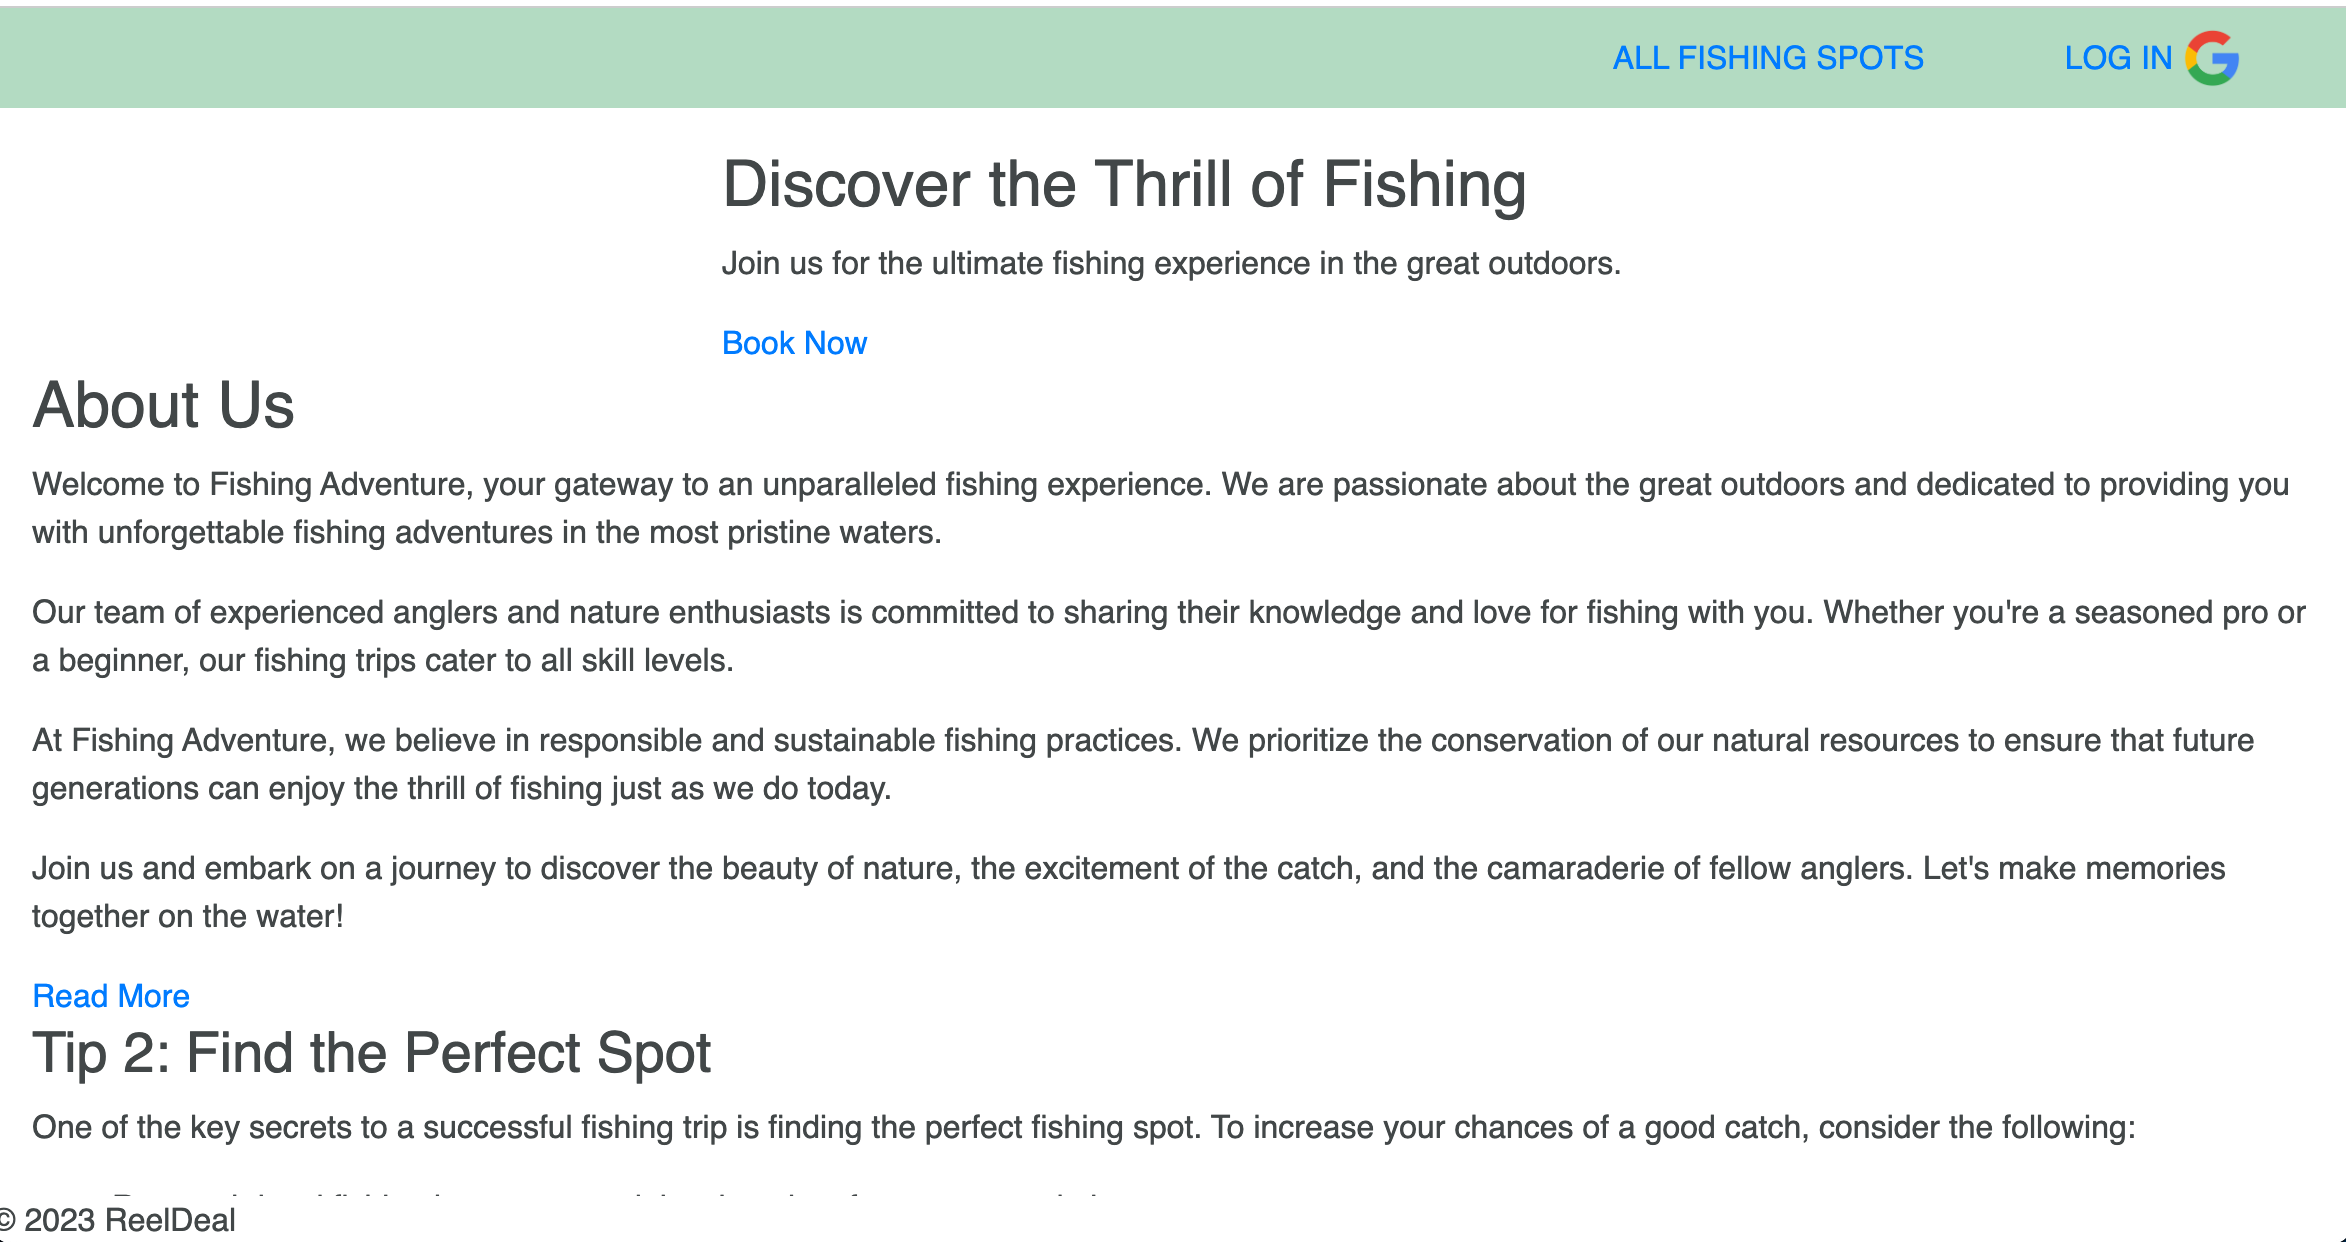 ALL FISHING SPOTS LOG IN
Discover the Thrill of Fishing
Join us for the ultimate fishing experience in the great outdoors.
Book Now
About Us
Welcome to Fishing Adventure, your gateway to an unparalleled fishing experience. We are passionate about the great outdoors and dedicated to providing you
with unforgettable fishing adventures in the most pristine waters.
Our team of experienced anglers and nature enthusiasts is committed to sharing their knowledge and love for fishing with you. Whether you're a seasoned pro or
a beginner, our fishing trips cater to all skill levels.
At Fishing Adventure, we believe in responsible and sustainable fishing practices. We prioritize the conservation of our natural resources to ensure that future
generations can enjoy the thrill of fishing just as we do today.
Join us and embark on a journey to discover the beauty of nature, the excitement of the catch, and the camaraderie of fellow anglers. Let's make memories
together on the water!
Read More
Tip 2: Find the Perfect Spot
One of the key secrets to a successful fishing trip is finding the perfect fishing spot. To increase your chances of a good catch, consider the following:
© 2023 ReelDeal